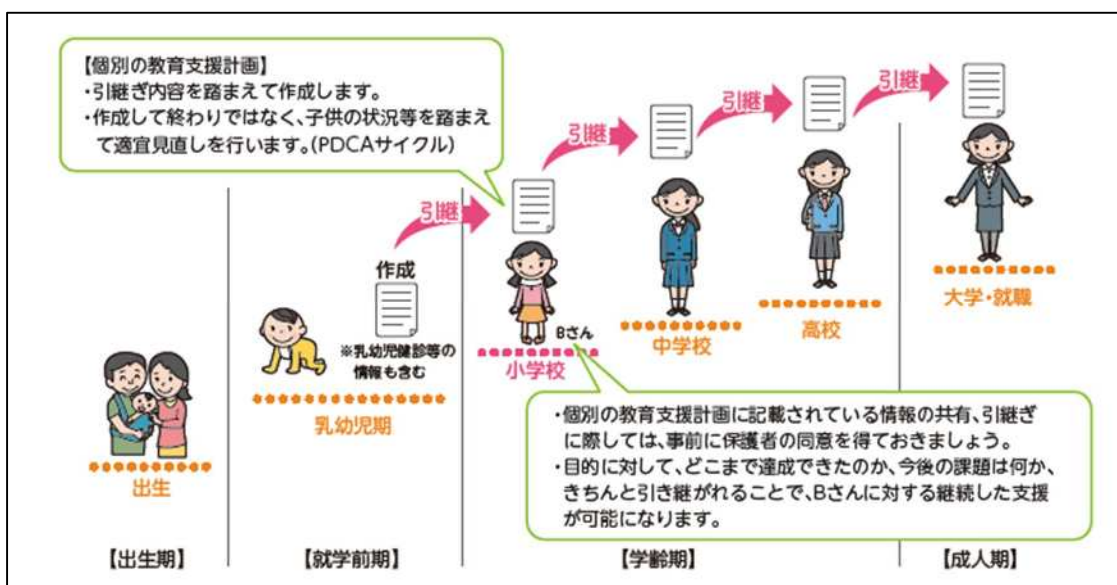 【個別の教育支援計画】
・引継ぎ内容を踏まえて作成します。
・作成して終わりではなく、子供の状況等を踏まえ
て適宜見直しを行います。(PDCAサイクル)
引継
引継
引継
引継
作成
※乳幼児健診等の
情報も含む
Bさん
出生
乳幼児期
小学校
中学校
高校
大学・就職
・個別の教育支援計画に記載されている情報の共有、引継ぎ
に際しては、事前に保護者の同意を得ておきましょう。
・目的に対して、どこまで達成できたのか、今後の課題は何か、
きちんと引き継がれることで、Bさんに対する継続した支援
が可能になります。
【出生期】
【就学前期】
【学齢期】
【成人期】